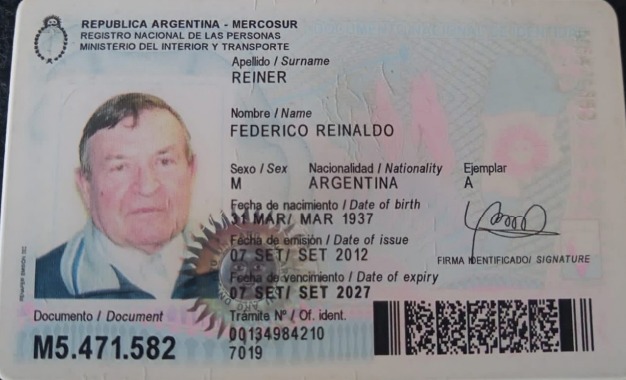 REPUBLICA ARGENTINA - MERCOSUR
REGISTRO NACIONAL DE LAS PERSONAS
MINISTERIO DEL INTERIOR Y TRANSPORTE
Apellido / Surname
REINER
Nombre / Name
FEDERICO REINALDO
Sexo / Sex Nacionalidad / Nationality Ejemplar
M ARGENTINA A
Fecha de nacimiento / Date of birth
31 MAR/ MAR 1937
Fecha de emisión / Date of issue
07 SET/ SET 2012
FIRMA IDENTIFICADO/ SIGNATURE
Fecha de vencimiento / Date of expiry
07 SET/ SET 2027
Documento / Document Trámite Nº / Of. ident.
M5.471.582 00134984210
7019